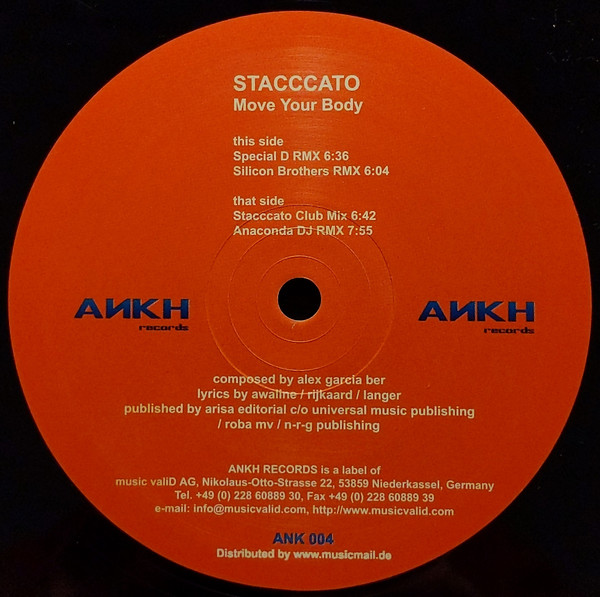 STACCCATO
Move Your Body
this side
Special D RMX 6:36
Silicon Brothers RMX 6:04
that side
Stacccato Club Mix 6:42
Anaconda DJ RMX 7:55
AИKH
records
AИKH
records
composed by alex garcia ber
lyrics by awaline / rijkaard / langer
published by arisa editorial c/o universal music publishing
/ roba mv / n-r-g publishing
ANKH RECORDS is a label of
music valiD AG, Nikolaus-Otto-Strasse 22, 53859 Niederkassel, Germany
Tel. +49 (0) 228 60889 30, Fax +49 (0) 228 60889 39
e-mail: info@musicvalid.com, http://www.musicvalid.com
ANK 004
Distributed by www.musicmail.de